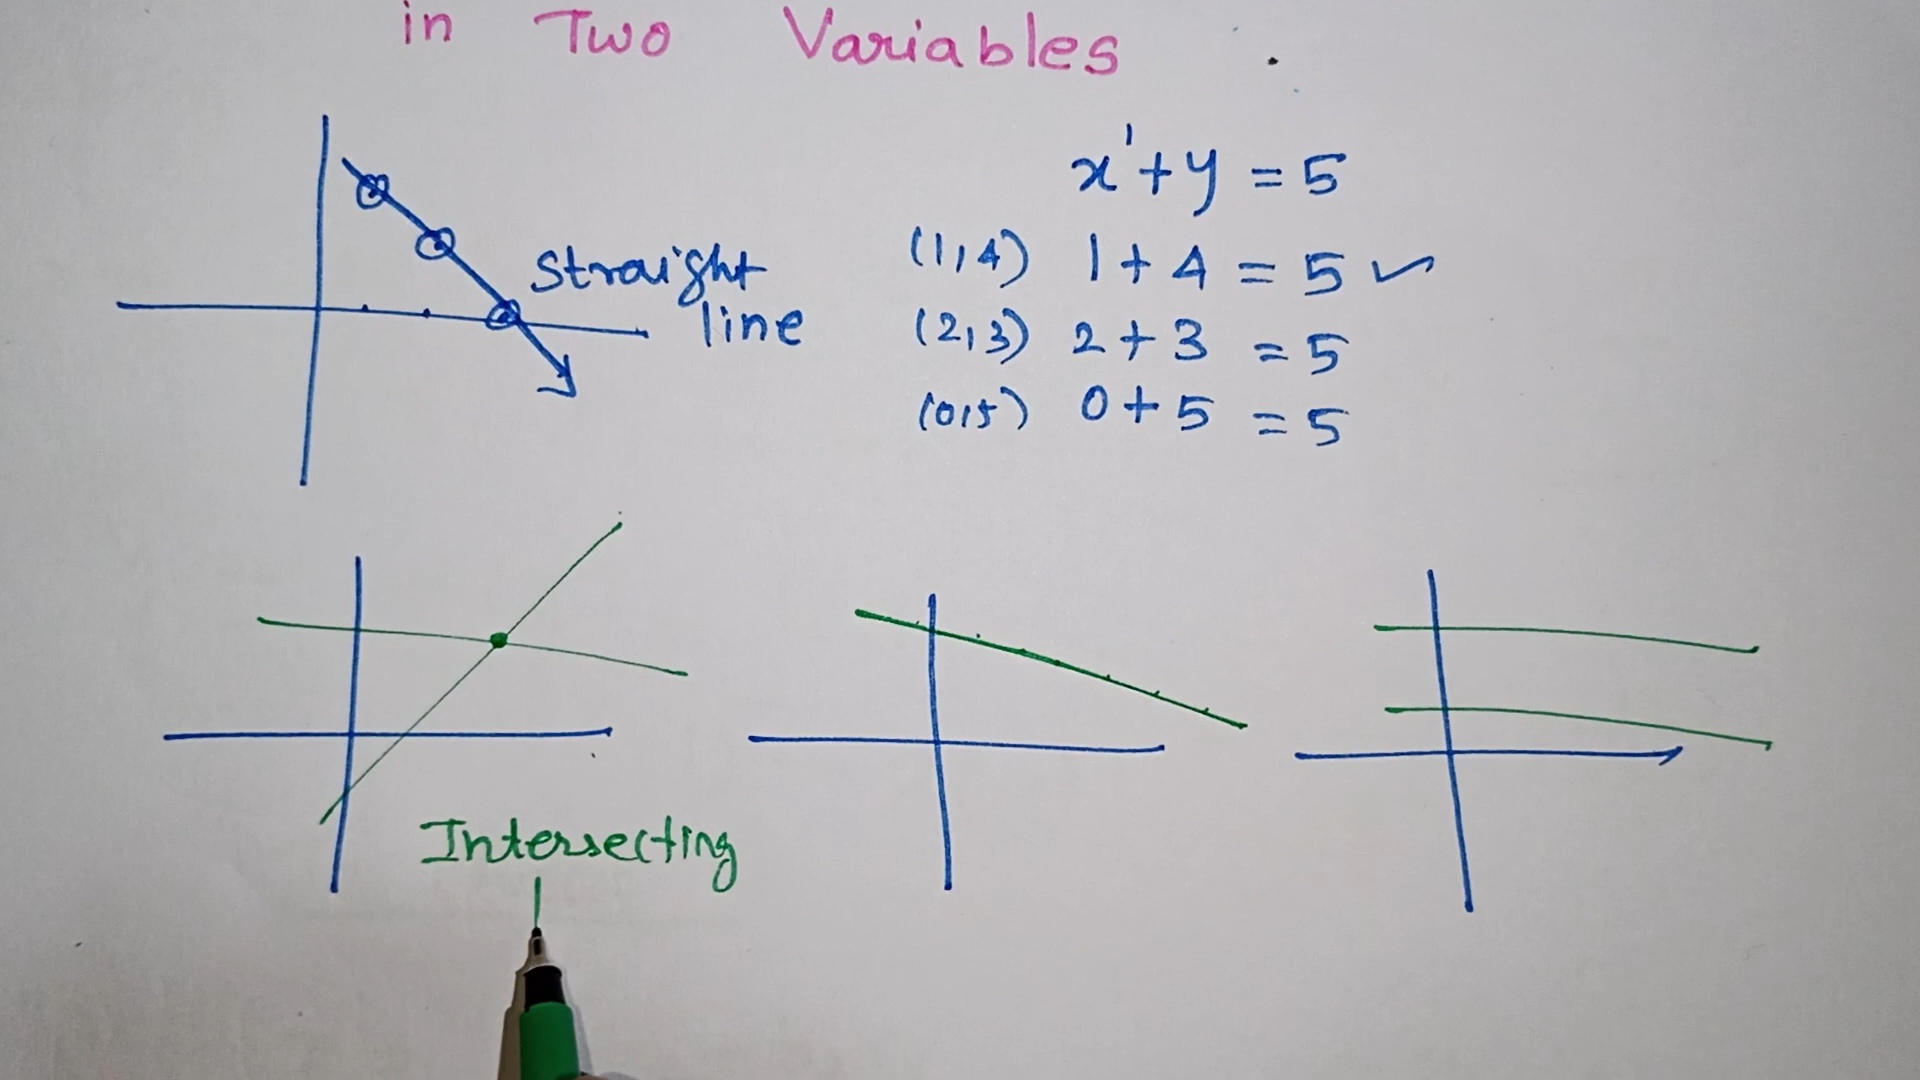 in Two Variables
x¹+y = 5
(1,4) 1+4 = 5 ✓
(2,3) 2+3 = 5
(0,5) 0+5 = 5
Straight
line
Intersecting